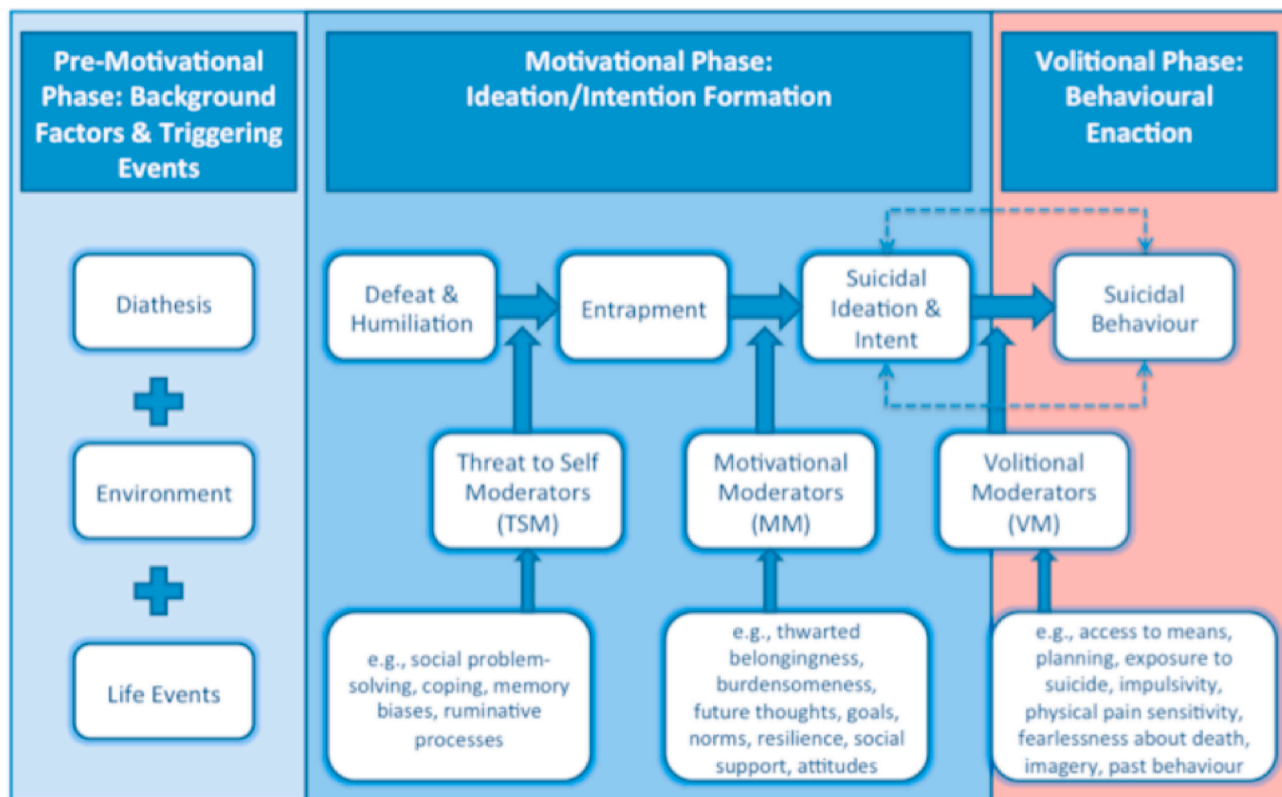 Pre-Motivational
Phase: Background
Factors & Triggering
Events
Motivational Phase:
Ideation/Intention Formation
Volitional Phase:
Behavioural
Enaction
Diathesis
Environment
Life Events
Defeat &
Humiliation
Entrapment
Suicidal
Ideation &
Intent
Suicidal
Behaviour
Threat to Self
Moderators
(TSM)
Motivational
Moderators
(MM)
Volitional
Moderators
(VM)
e.g., social problem-
solving, coping, memory
biases, ruminative
processes
e.g., thwarted
belongingness,
burdensomeness,
future thoughts, goals,
norms, resilience, social
support, attitudes
e.g., access to means,
planning, exposure to
suicide, impulsivity,
physical pain sensitivity,
fearlessness about death,
imagery, past behaviour